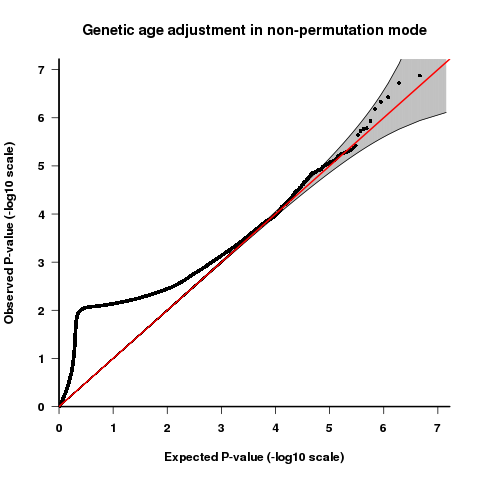 Genetic age adjustment in non-permutation mode
Observed P-value (-log10 scale)
7
6
5
4
3
2
1
0
0 1 2 3 4 5 6 7
Expected P-value (-log10 scale)